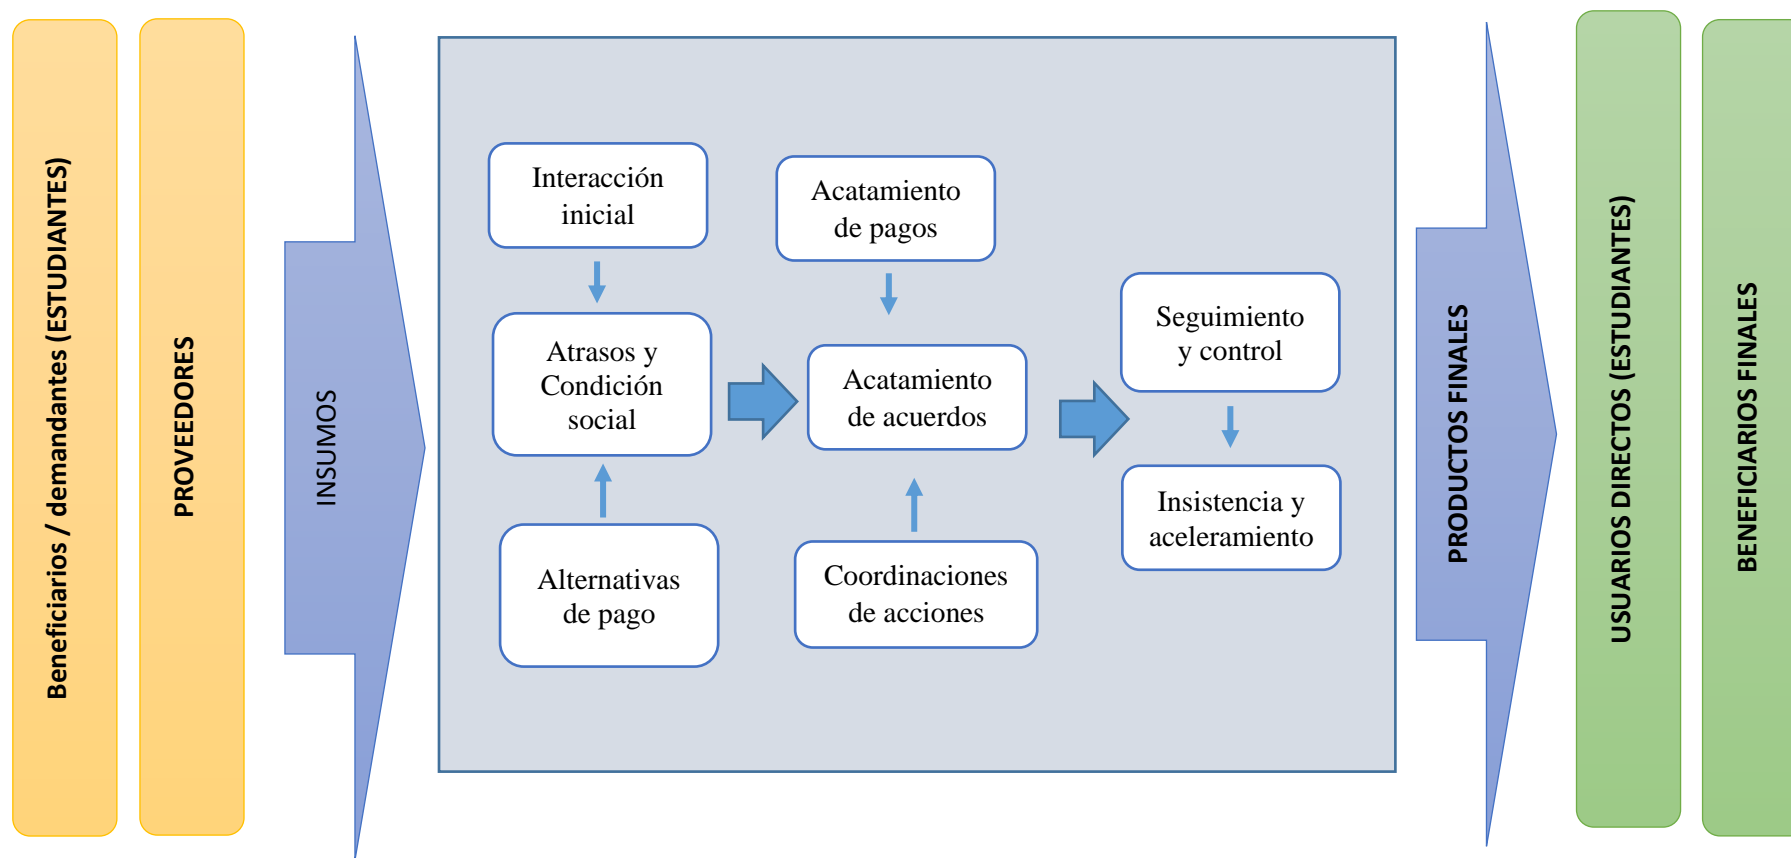 Beneficiarios / demandantes (ESTUDIANTES)
PROVEEDORES
INSUMOS
Interacción
inicial
Atrasos y
Condición
social
Alternativas
de pago
Acatamiento
de pagos
Acatamiento
de acuerdos
Coordinaciones
de acciones
Seguimiento
y control
Insistencia y
aceleramiento
PRODUCTOS FINALES
USUARIOS DIRECTOS (ESTUDIANTES)
BENEFICIARIOS FINALES